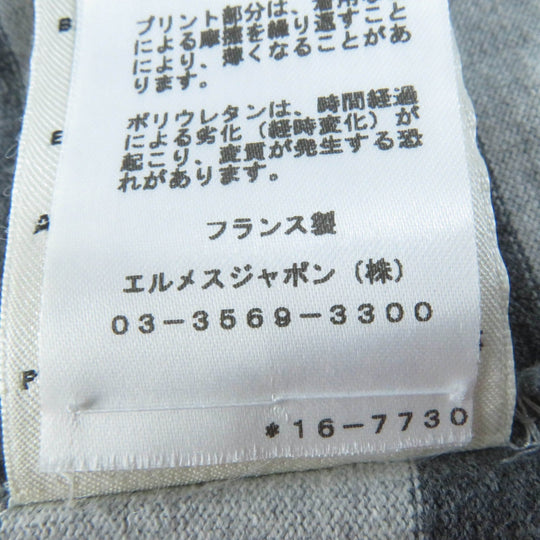 プリント部分は、着用
による摩擦を繰り返すこと
により、薄くなることがあ
ります。
ポリウレタンは、時間経過
による劣化（経時変化）が
起こり、変質が発生する恐
れがあります。
フランス製
エルメスジャポン（株）
03-3569-3300
*16-7730
B
E
A
P